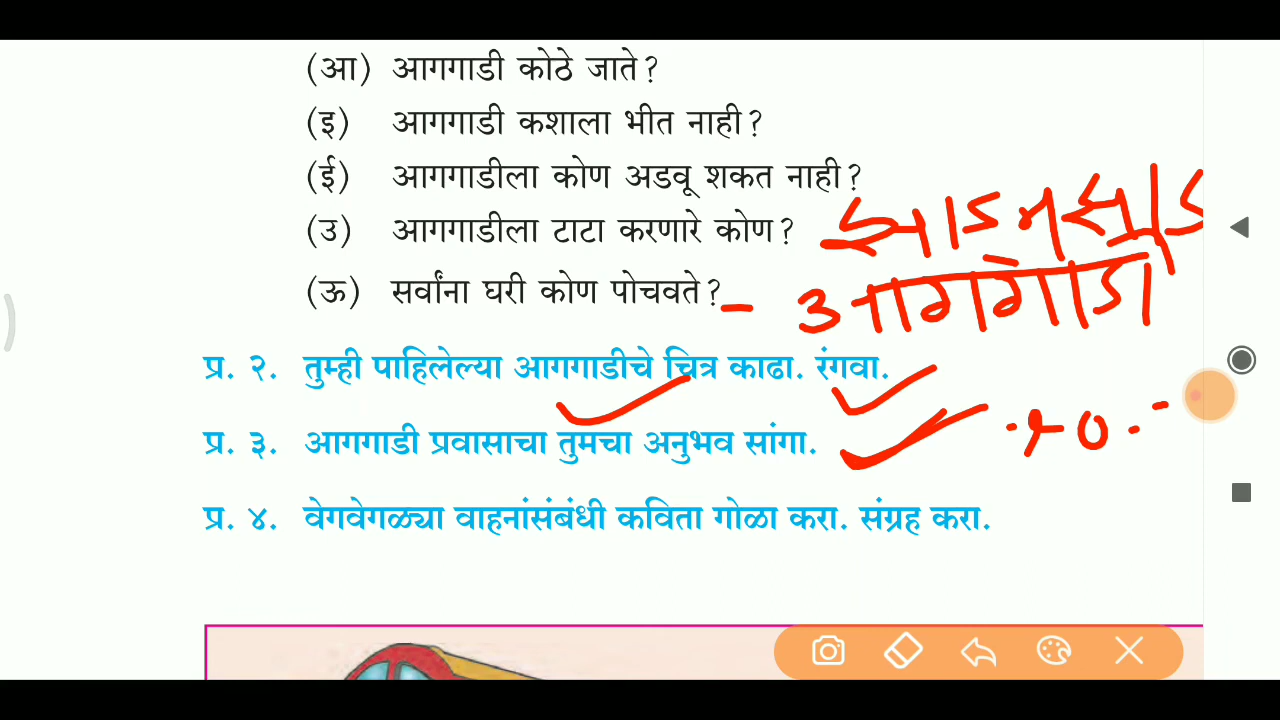 (आ) आगगाडी कोठे जाते?
(इ) आगगाडी कशाला भीत नाही?
(ई) आगगाडीला कोण अडवू शकत नाही?
(उ) आगगाडीला टाटा करणारे कोण?
(ऊ) सर्वांना घरी कोण पोचवते? - आगगाडी
प्र. २. तुम्ही पाहिलेल्या आगगाडीचे चित्र काढा. रंगवा.
प्र. ३. आगगाडी प्रवासाचा तुमचा अनुभव सांगा.
प्र. ४. वेगवेगळ्या वाहनांसंबंधी कविता गोळा करा. संग्रह करा.